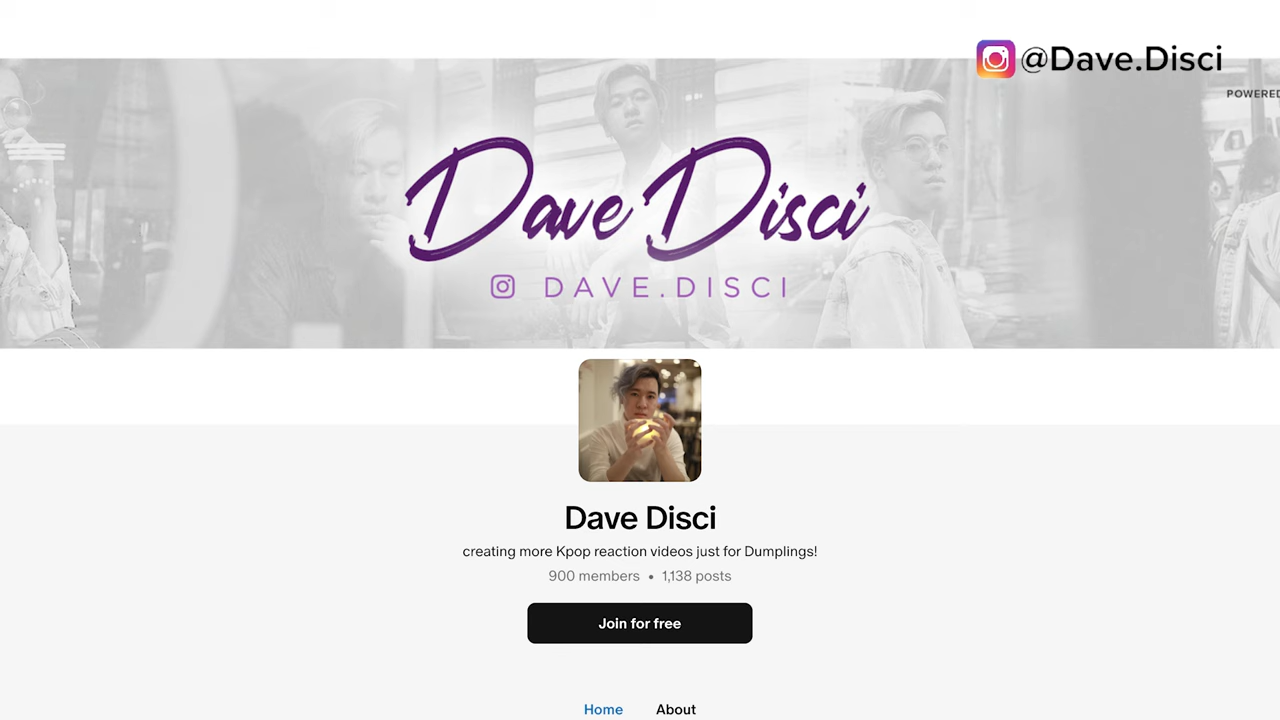 @Dave.Disci
POWERED
Dave Disci
DAVE.DISCI
Dave Disci
creating more Kpop reaction videos just for Dumplings!
900 members • 1,138 posts
Join for free
Home About